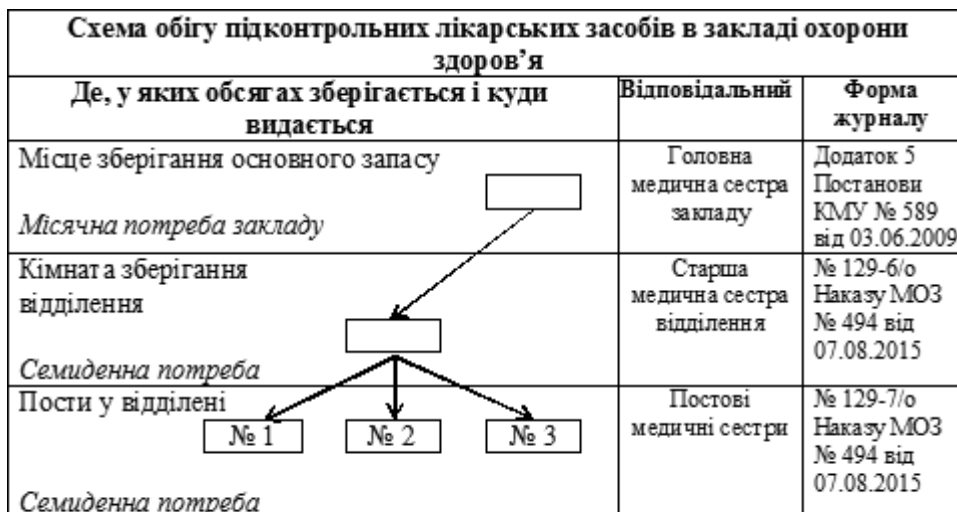 Схема обігу підконтрольних лікарських засобів в закладі охорони
здоров’я
Де, у яких обсягах зберігається і куди
видається
Відповідальний
Форма
журналу
Місце зберігання основного запасу
Місячна потреба закладу
Головна
медична сестра
закладу
Додаток 5
Постанови
КМУ № 589
від 03.06.2009
Кімната зберігання
відділення
Семиденна потреба
Старша
медична сестра
відділення
№ 129-6/о
Наказу МОЗ
№ 494 від
07.08.2015
Пости у відділені
№ 1
№ 2
№ 3
Семиденна потреба
Постові
медичні сестри
№ 129-7/о
Наказу МОЗ
№ 494 від
07.08.2015